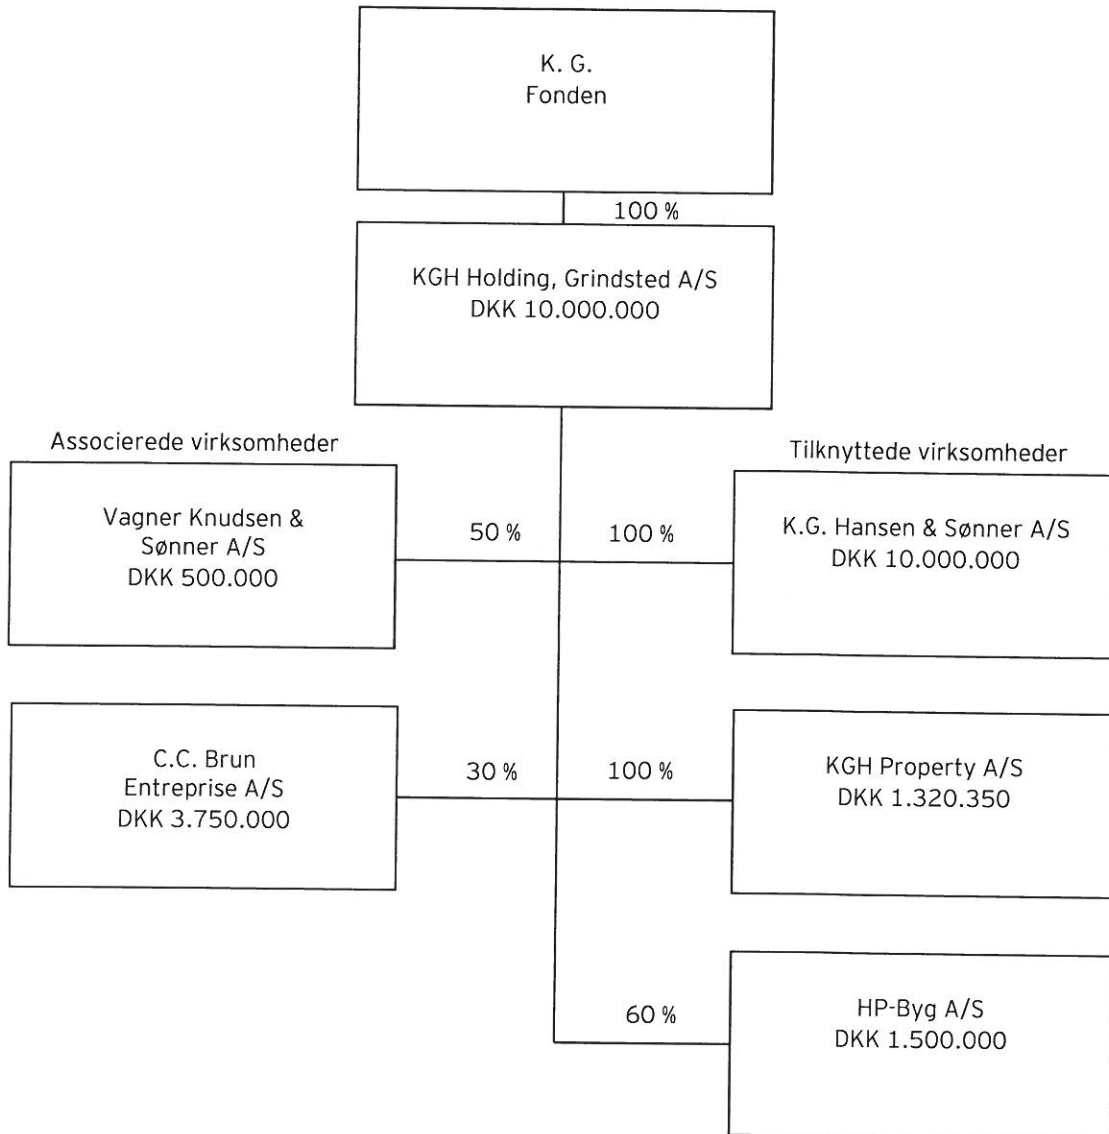 K. G.
Fonden
100 %
KGH Holding, Grindsted A/S
DKK 10.000.000
Associerede virksomheder
Tilknyttede virksomheder
Vagner Knudsen &
Sønner A/S
DKK 500.000
50 %
100 %
K.G. Hansen & Sønner A/S
DKK 10.000.000
C.C. Brun
Entreprise A/S
DKK 3.750.000
30 %
100 %
KGH Property A/S
DKK 1.320.350
60 %
HP-Byg A/S
DKK 1.500.000